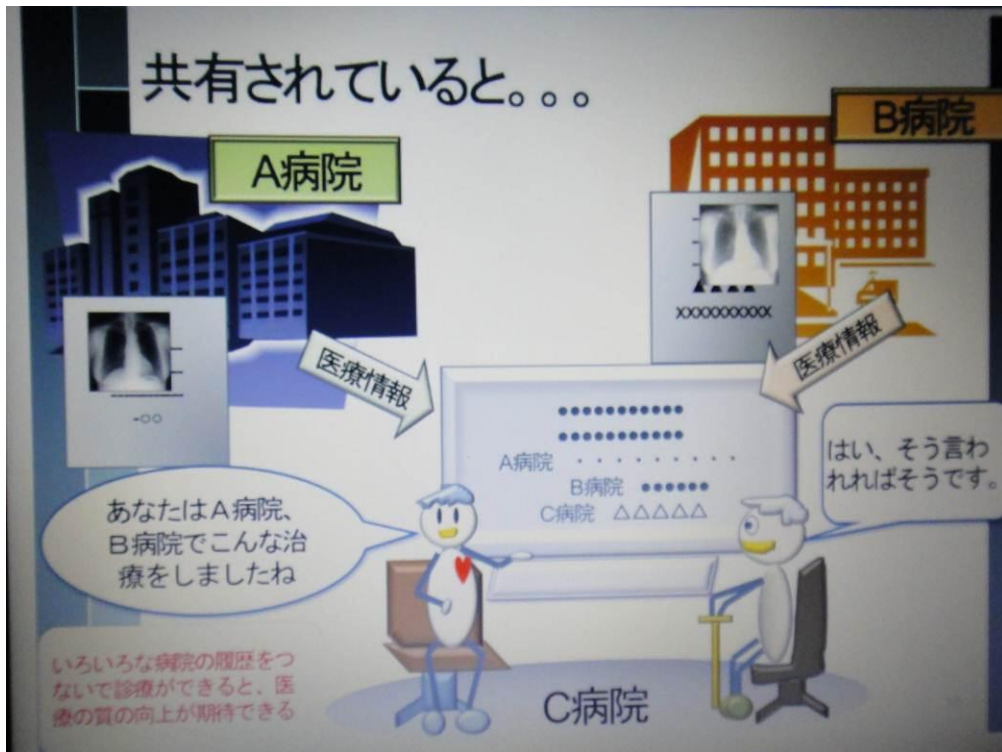 共有されていると。。。
A病院
B病院
XXXXXXXXXX
-○○
医療情報
医療情報
●●●●●●●●●●●
●●●●●●●●●●●
A病院 ・・・・・・・・・
B病院 ●●●●●●
C病院 △△△△△
はい、そう言わ
れればそうです。
あなたはA病院、
B病院でこんな治
療をしましたね
いろいろな病院の履歴をつ
ないで診療ができると、医
療の質の向上が期待できる
C病院